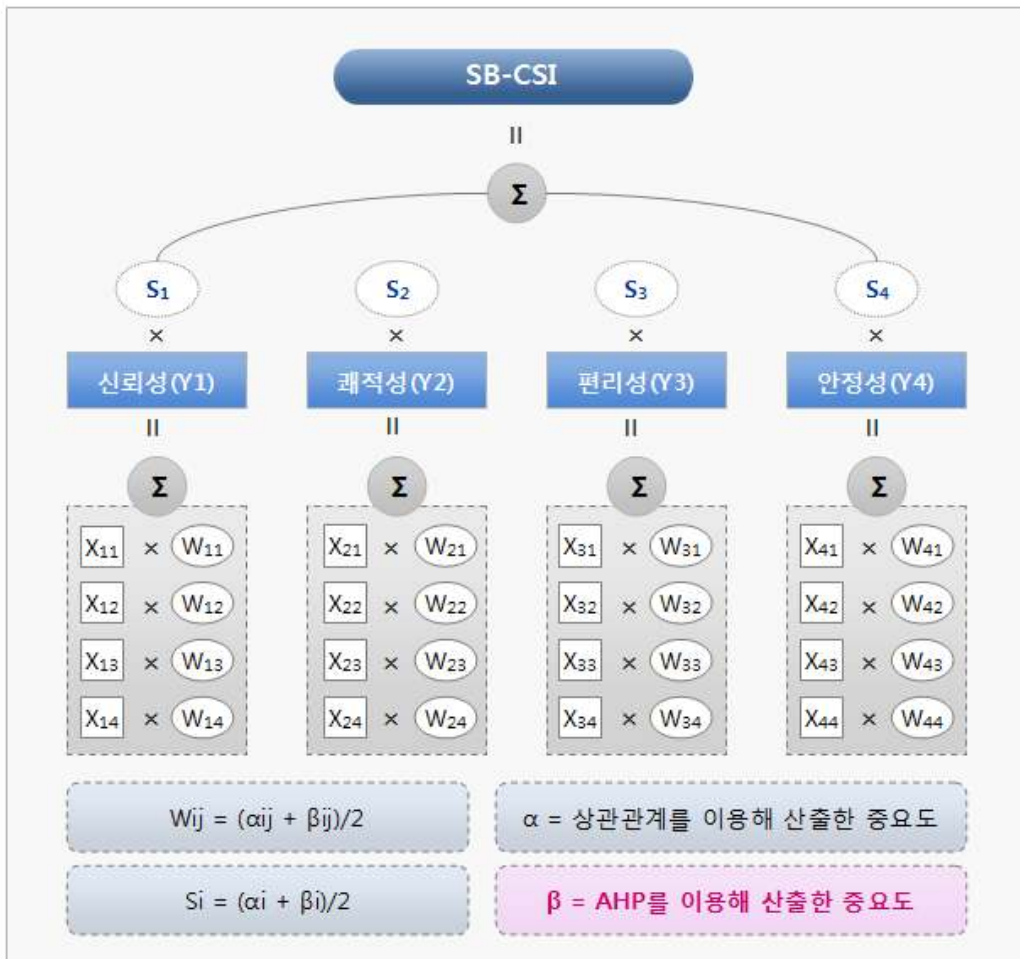 SB-CSI
=
Σ
S₁ S₂ S₃ S₄
× × × ×
신뢰성(Y1) 쾌적성(Y2) 편리성(Y3) 안정성(Y4)
= = = =
Σ Σ Σ Σ
X₁₁ × W₁₁ X₂₁ × W₂₁ X₃₁ × W₃₁ X₄₁ × W₄₁
X₁₂ × W₁₂ X₂₂ × W₂₂ X₃₂ × W₃₂ X₄₂ × W₄₂
X₁₃ × W₁₃ X₂₃ × W₂₃ X₃₃ × W₃₃ X₄₃ × W₄₃
X₁₄ × W₁₄ X₂₄ × W₂₄ X₃₄ × W₃₄ X₄₄ × W₄₄
Wij = (αij + βij)/2 α = 상관관계를 이용해 산출한 중요도
Si = (αi + βi)/2 β = AHP를 이용해 산출한 중요도